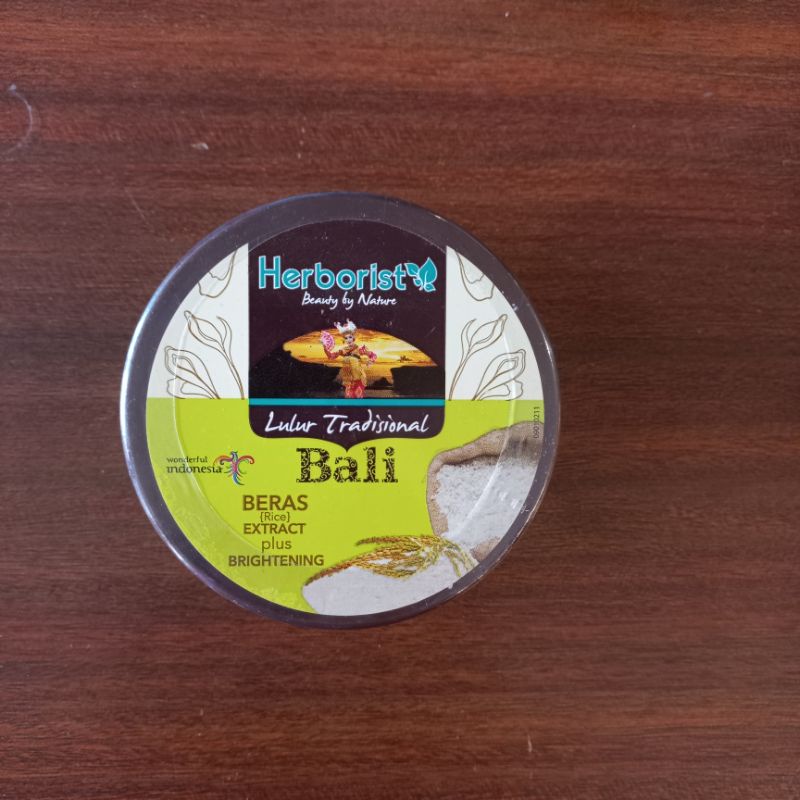 Herborist
Beauty by Nature
Lulur Tradisional
Bali
wonderful
indonesia
BERAS
{Rice}
EXTRACT
plus
BRIGHTENING